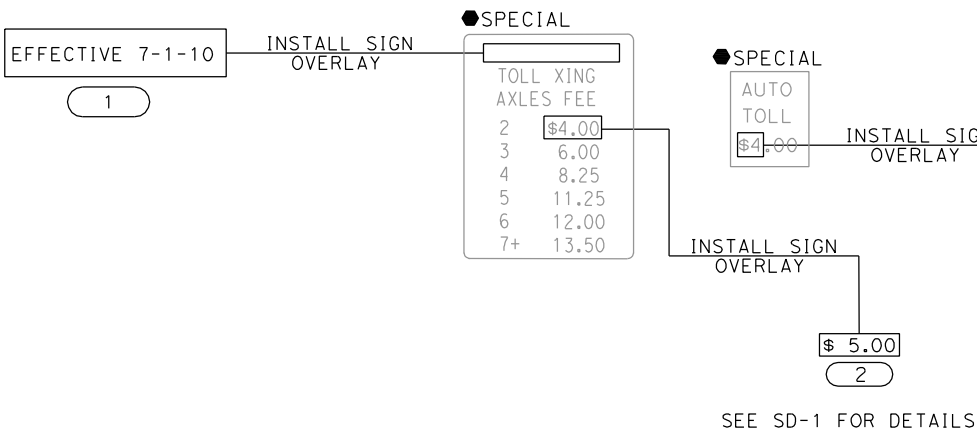 SPECIAL
EFFECTIVE 7-1-10
INSTALL SIGN
OVERLAY
1
TOLL XING
AXLES FEE
2 $4.00
3 6.00
4 8.25
5 11.25
6 12.00
7+ 13.50
SPECIAL
AUTO
TOLL
$4.00
OVERLAY
INSTALL SIGN
OVERLAY
$ 5.00
2
SEE SD-1 FOR DETAILS